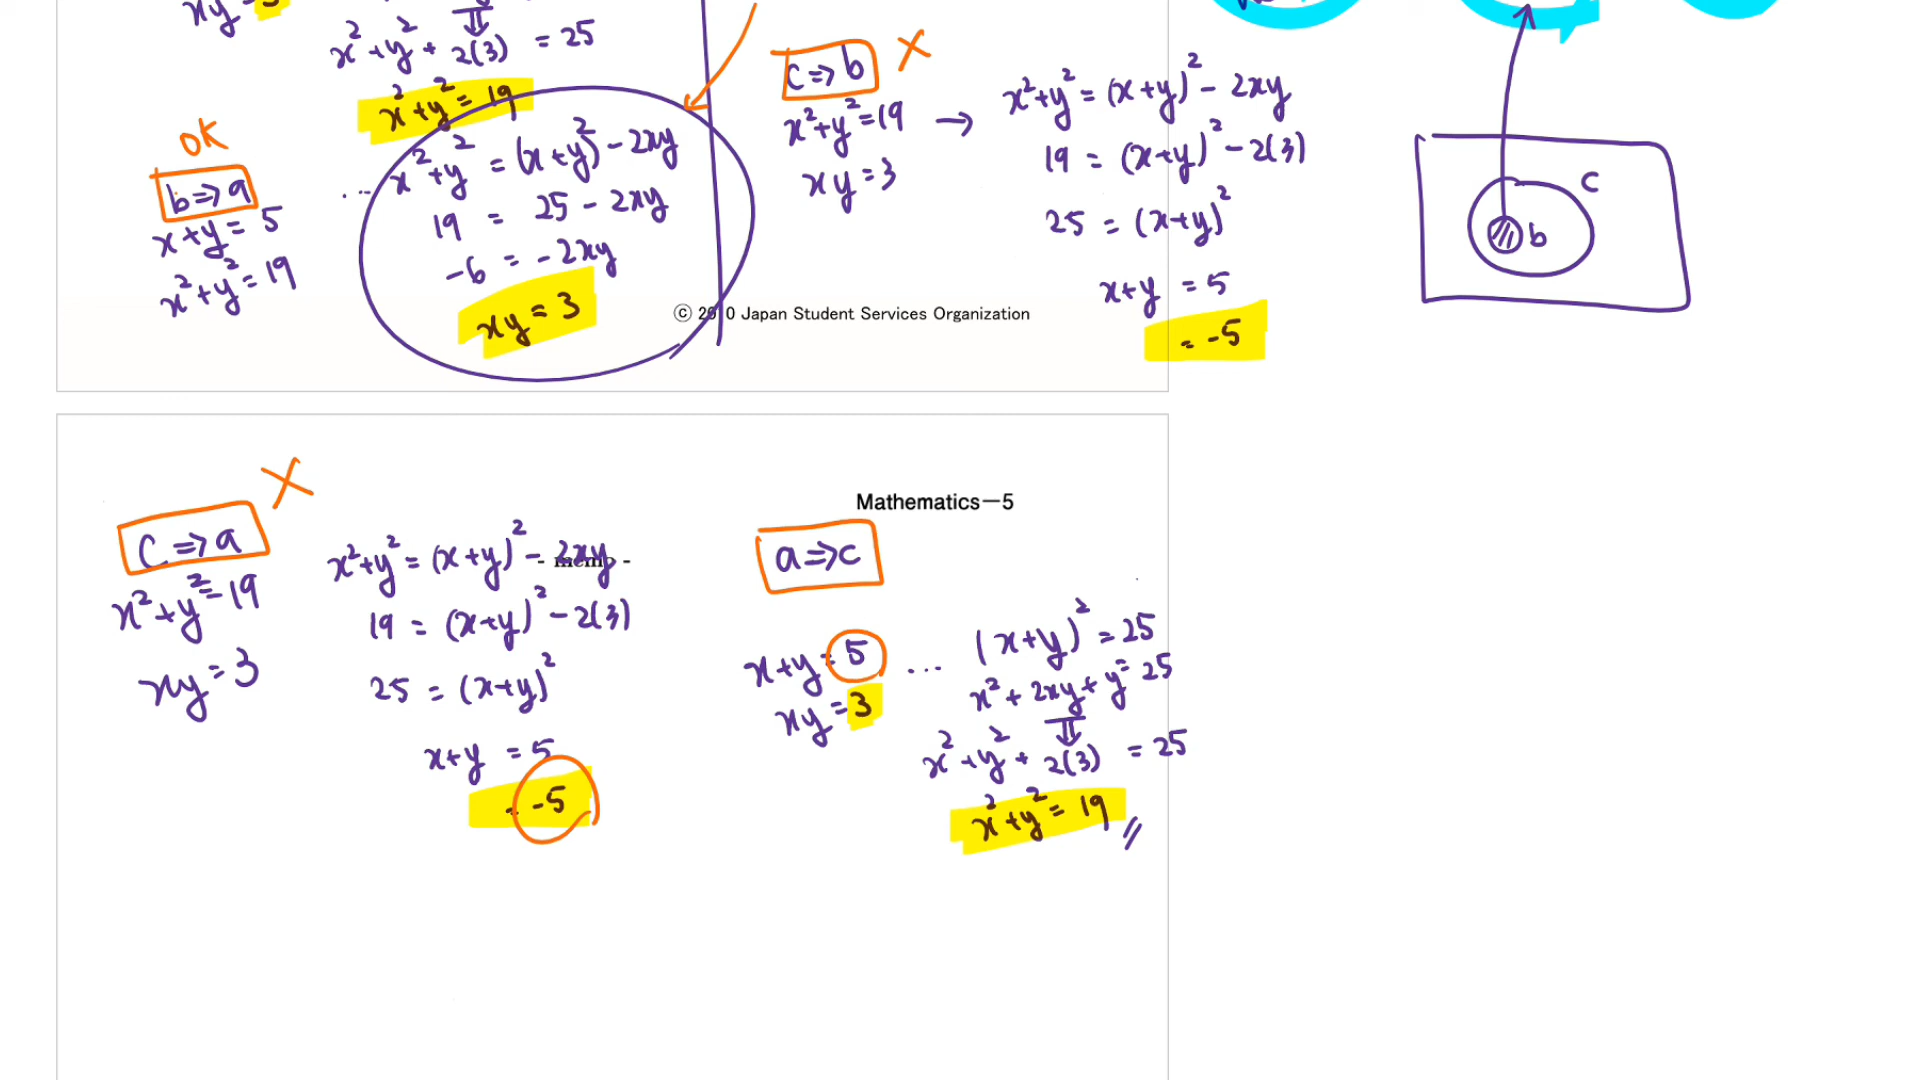 xy = 3
x²+y²+ 2(3) = 25
x²+y² = 19
OK
b⇒a
x+y = 5
x²+y² = 19
... x²+y² = (x+y)² - 2xy
19 = 25 - 2xy
-6 = -2xy
xy = 3
c⇒b
x²+y² = 19 →
xy = 3
x²+y² = (x+y)² - 2xy
19 = (x+y)² - 2(3)
25 = (x+y)²
x+y = 5
= -5
c
b
© 2010 Japan Student Services Organization
Mathematics—5
c⇒a
x²+y² = 19
xy = 3
x²+y² = (x+y)² - 2xy
- memo -
19 = (x+y)² - 2(3)
25 = (x+y)²
x+y = 5
= -5
a⇒c
x+y = 5 ...
xy = 3
(x+y)² = 25
x² + 2xy + y² = 25
x²+y²+ 2(3) = 25
x²+y² = 19 //